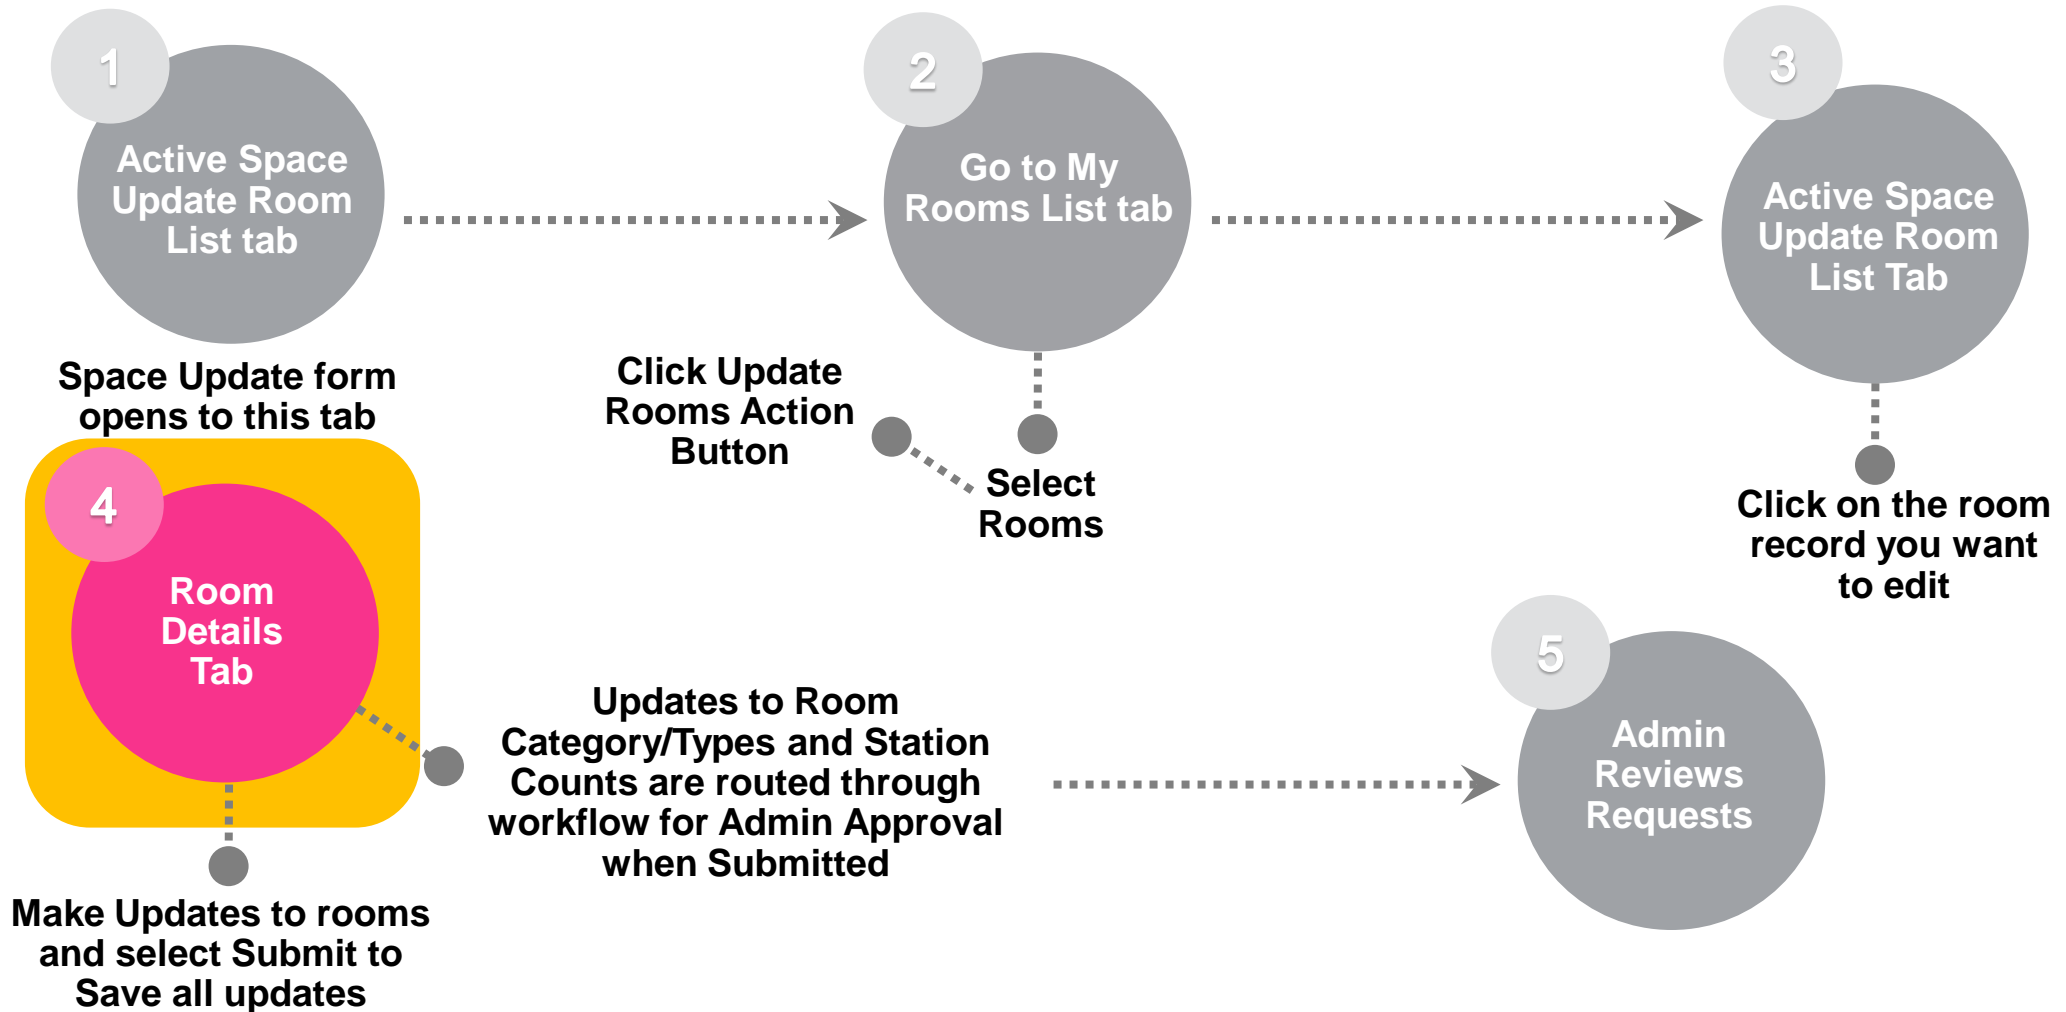 1
Active Space
Update Room
List tab
Space Update form
opens to this tab
2
Go to My
Rooms List tab
Select
Rooms
Click Update
Rooms Action
Button
3
Active Space
Update Room
List Tab
Click on the room
record you want
to edit
4
Room
Details
Tab
Make Updates to rooms
and select Submit to
Save all updates
Updates to Room
Category/Types and Station
Counts are routed through
workflow for Admin Approval
when Submitted
5
Admin
Reviews
Requests